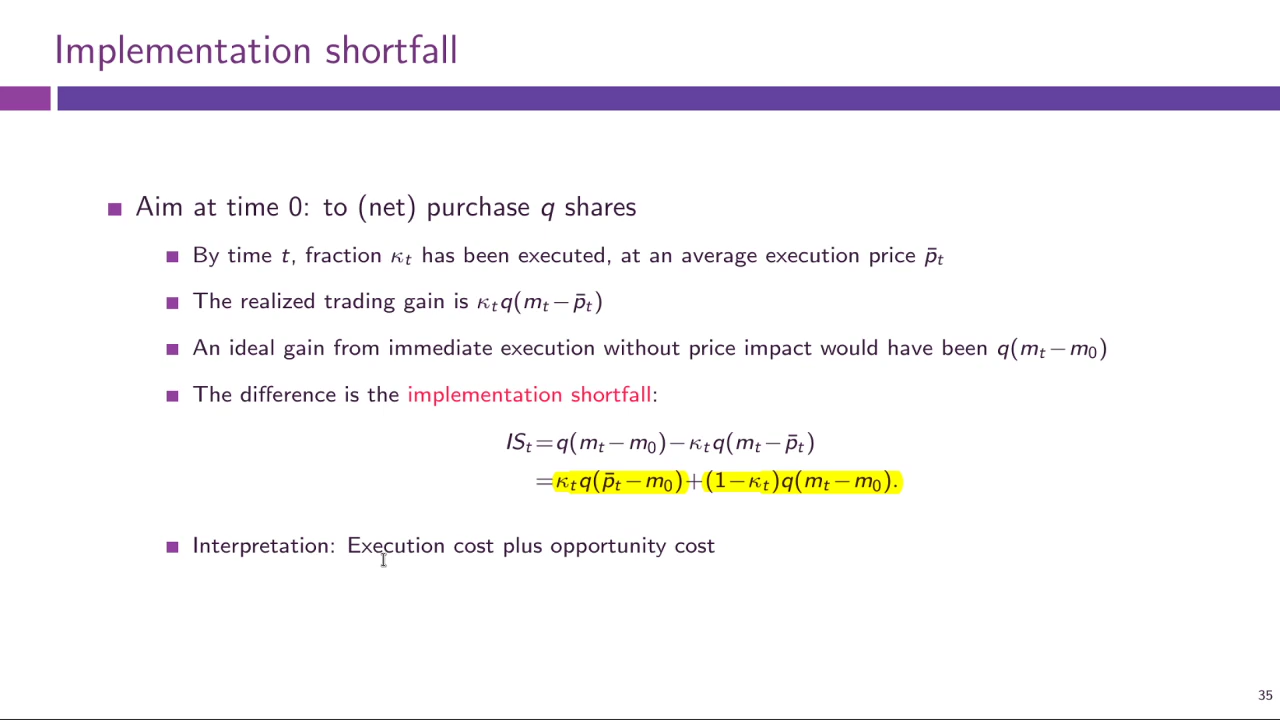 Implementation shortfall
Aim at time 0: to (net) purchase q shares
By time t, fraction κ_t has been executed, at an average execution price p̄_t
The realized trading gain is κ_t q(m_t − p̄_t)
An ideal gain from immediate execution without price impact would have been q(m_t − m_0)
The difference is the implementation shortfall:
IS_t = q(m_t − m_0) − κ_t q(m_t − p̄_t)
= κ_t q(p̄_t − m_0) + (1 − κ_t)q(m_t − m_0).
Interpretation: Execution cost plus opportunity cost
35